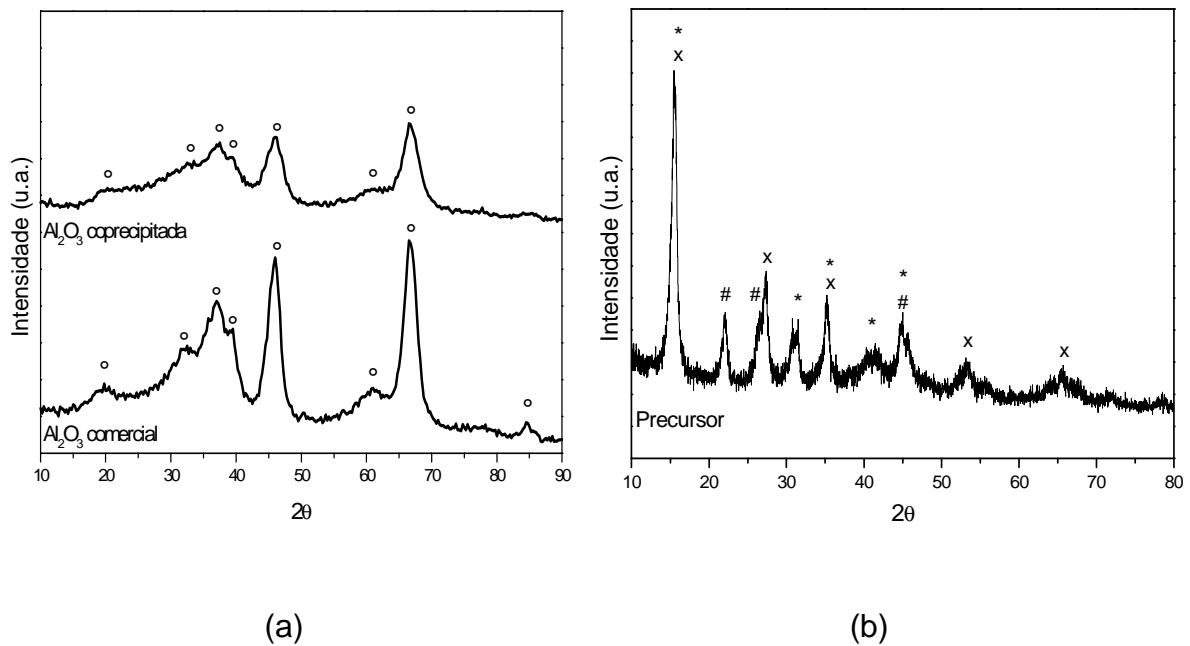 Intensidade (u.a.)
Al2O3 coprecipitada
Al2O3 comercial
10 20 30 40 50 60 70 80 90
2θ
(a)
Intensidade (u.a.)
*
x
#
#
x
*
*
x
*
*
#
x
x
Precursor
10 20 30 40 50 60 70 80
2θ
(b)